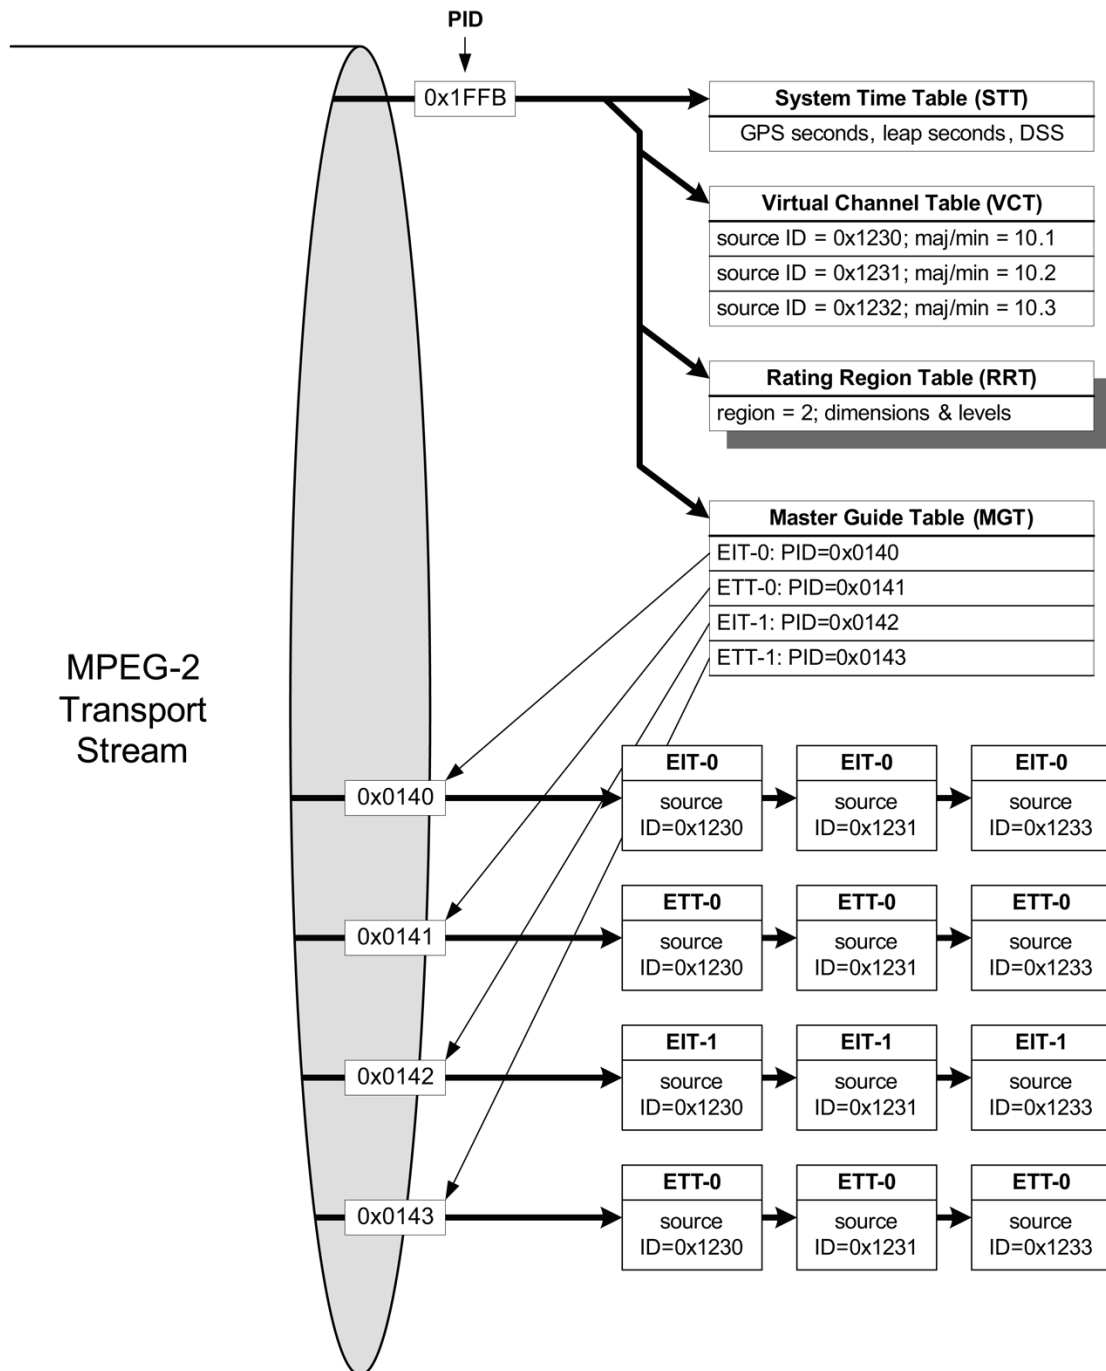 PID
0x1FFB
System Time Table (STT)
GPS seconds, leap seconds, DSS
Virtual Channel Table (VCT)
source ID = 0x1230; maj/min = 10.1
source ID = 0x1231; maj/min = 10.2
source ID = 0x1232; maj/min = 10.3
Rating Region Table (RRT)
region = 2; dimensions & levels
Master Guide Table (MGT)
EIT-0: PID=0x0140
ETT-0: PID=0x0141
EIT-1: PID=0x0142
ETT-1: PID=0x0143
MPEG-2
Transport
Stream
0x0140
EIT-0
source
ID=0x1230
EIT-0
source
ID=0x1231
EIT-0
source
ID=0x1233
0x0141
ETT-0
source
ID=0x1230
ETT-0
source
ID=0x1231
ETT-0
source
ID=0x1233
0x0142
EIT-1
source
ID=0x1230
EIT-1
source
ID=0x1231
EIT-1
source
ID=0x1233
0x0143
ETT-0
source
ID=0x1230
ETT-0
source
ID=0x1231
ETT-0
source
ID=0x1233